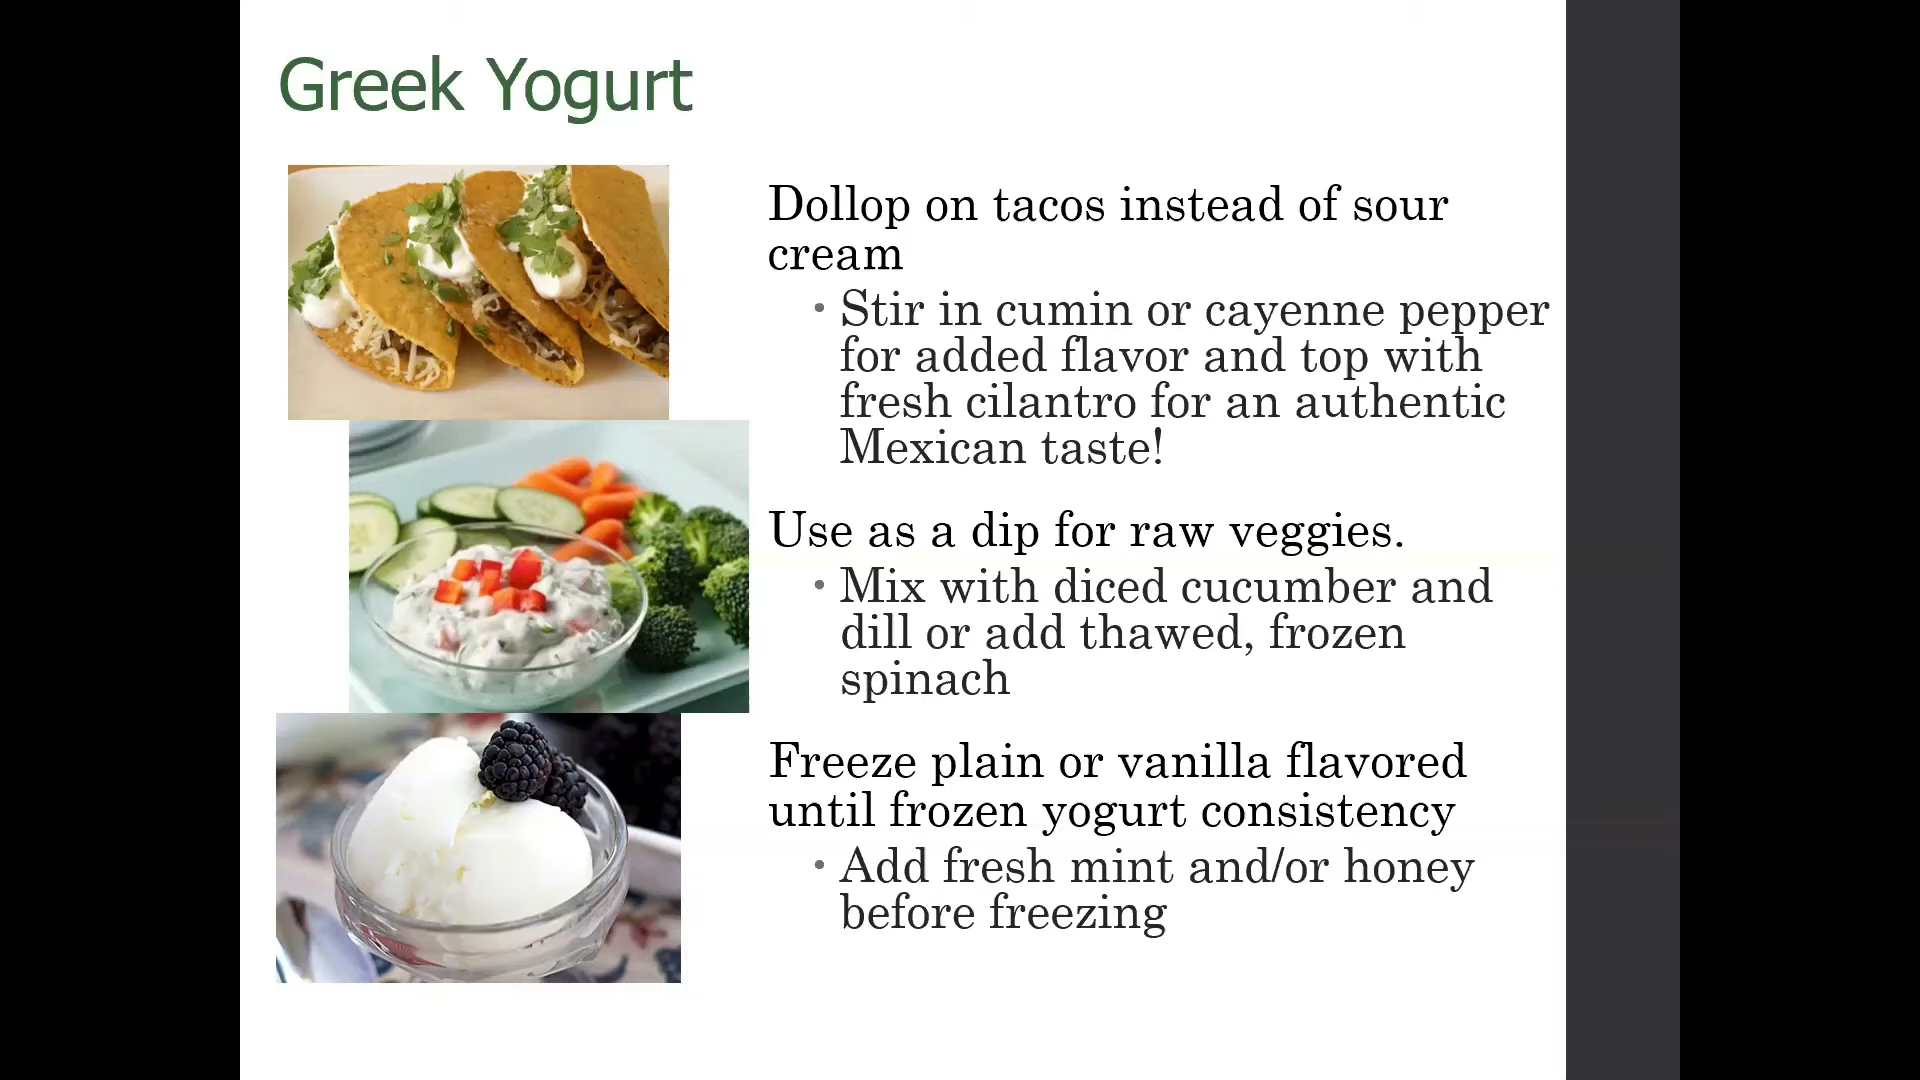 Greek Yogurt
Dollop on tacos instead of sour
cream
· Stir in cumin or cayenne pepper
for added flavor and top with
fresh cilantro for an authentic
Mexican taste!
Use as a dip for raw veggies.
· Mix with diced cucumber and
dill or add thawed, frozen
spinach
Freeze plain or vanilla flavored
until frozen yogurt consistency
· Add fresh mint and/or honey
before freezing